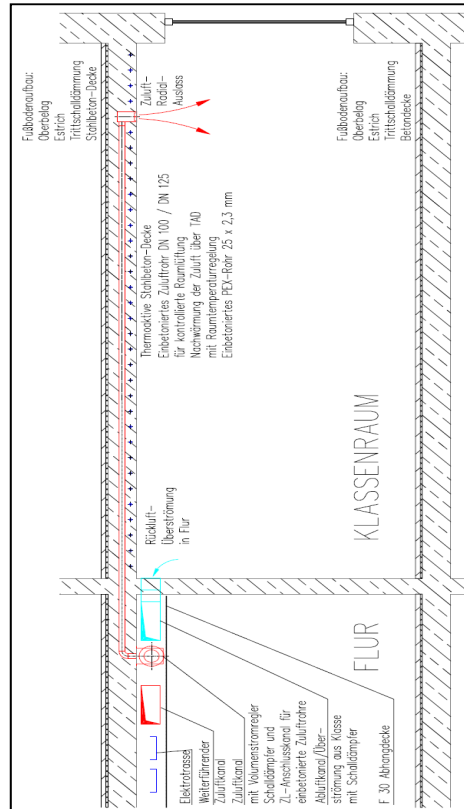 Fußbodenaufbau:
Oberbelag
Estrich
Trittschalldämmung
Stahlbeton-Decke
Zuluft-
Radial-
Auslass
Fußbodenaufbau:
Oberbelag
Estrich
Trittschalldämmung
Betondecke
Thermoaktive Stahlbeton-Decke
Einbetoniertes Zuluftrohr DN 100 / DN 125
für kontrollierte Raumlüftung
Nachwärmung der Zuluft über TAD
mit Raumtemperaturregelung
Einbetoniertes PEX-Rohr 25 x 2,3 mm
Rückluft-
Überströmung
in Flur
KLASSENRAUM
FLUR
Elektrotrasse
Weiterführender
Zuluftkanal
Zuluftkanal
mit Volumenstromregler
Schalldämpfer und
ZL-Anschlusskanal für
einbetonierte Zuluftrohre
Abluftkanal/Über-
strömung aus Klasse
mit Schalldämpfer
F 30 Abhangdecke